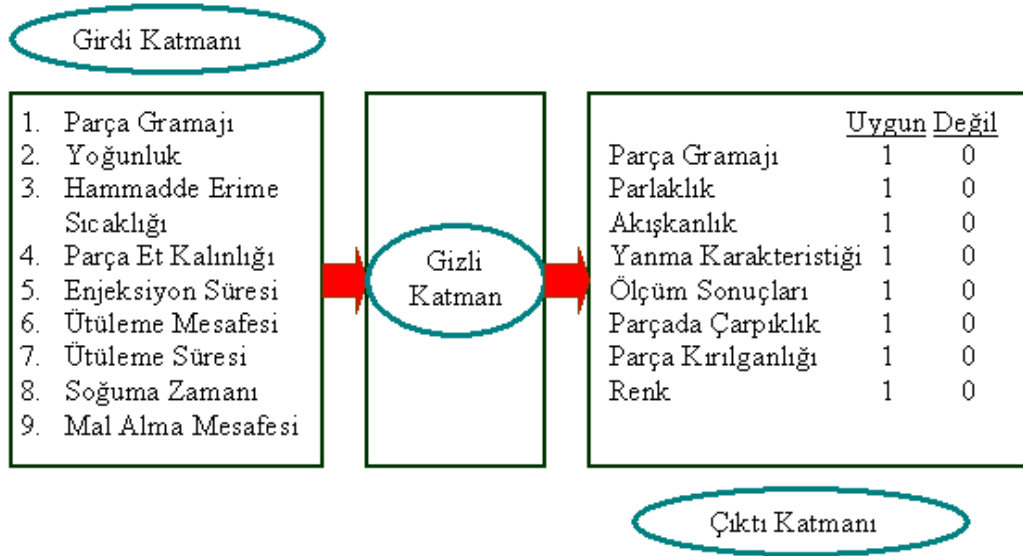 Girdi Katmanı
1. Parça Gramajı
2. Yoğunluk
3. Hammadde Erime
Sıcaklığı
4. Parça Et Kalınlığı
5. Enjeksiyon Süresi
6. Ütüleme Mesafesi
7. Ütüleme Süresi
8. Soğuma Zamanı
9. Mal Alma Mesafesi
Gizli
Katman
Uygun Değil
Parça Gramajı 1 0
Parlaklık 1 0
Akışkanlık 1 0
Yanma Karakteristiği 1 0
Ölçüm Sonuçları 1 0
Parçada Çarpıklık 1 0
Parça Kırılganlığı 1 0
Renk 1 0
Çıktı Katmanı